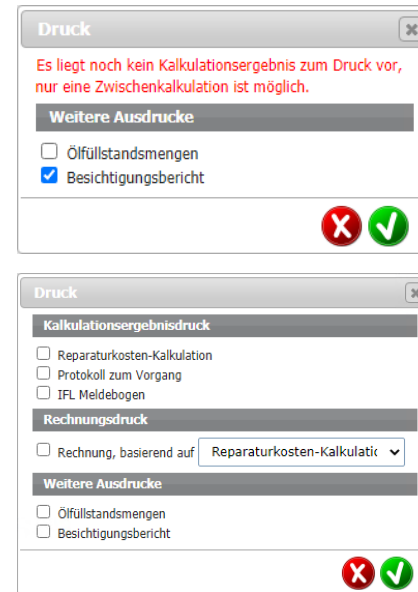 Druck
Es liegt noch kein Kalkulationsergebnis zum Druck vor,
nur eine Zwischenkalkulation ist möglich.
Weitere Ausdrucke
Ölfüllstandsmengen
Besichtigungsbericht
Druck
Kalkulationsergebnisdruck
Reparaturkosten-Kalkulation
Protokoll zum Vorgang
IFL Meldebogen
Rechnungsdruck
Rechnung, basierend auf Reparaturkosten-Kalkulatic
Weitere Ausdrucke
Ölfüllstandsmengen
Besichtigungsbericht